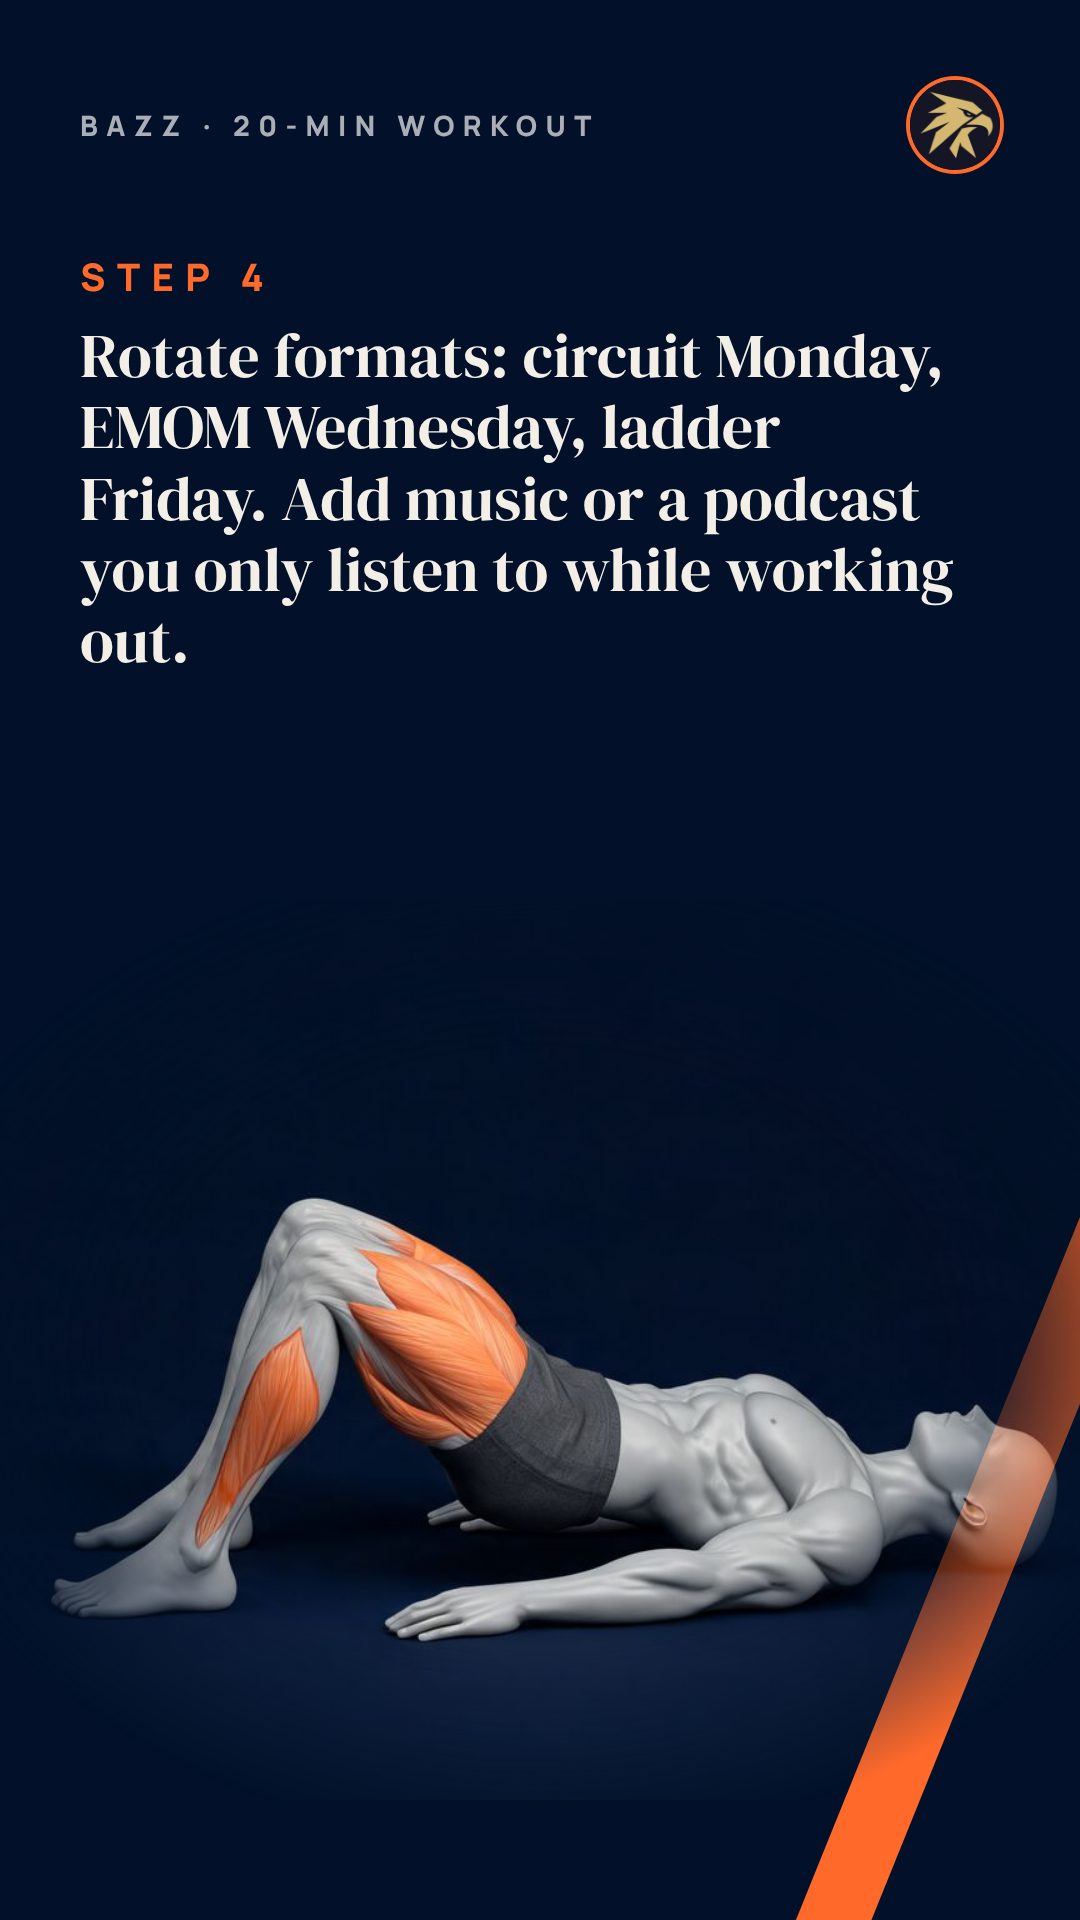 BAZZ · 20-MIN WORKOUT
STEP 4
Rotate formats: circuit Monday,
EMOM Wednesday, ladder
Friday. Add music or a podcast
you only listen to while working
out.